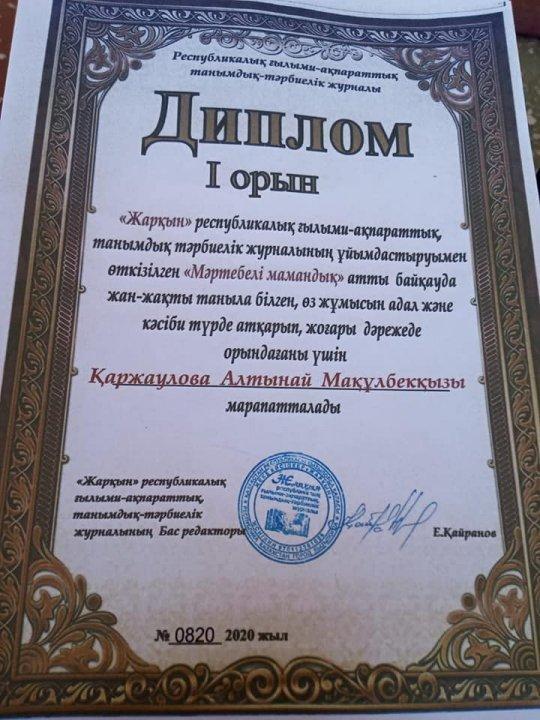 Республикалық ғылыми-ақпараттық
танымдық-тәрбиелік журналы
Диплом
I орын
«Жарқын» республикалық ғылыми-ақпараттық,
танымдық тәрбиелік журналының ұйымдастыруымен
өткізілген «Мәртебелі мамандық» атты байқауда
жан-жақты таныла білген, өз жұмысын адал және
кәсіби түрде атқарып, жоғары дәрежеде
орындағаны үшін
Қаржаулова Алтынай Мақұлбекқызы
марапатталады
«Жарқын» республикалық
ғылыми-ақпараттық,
танымдық-тәрбиелік
журналының Бас редакторы
Е.Қайранов
№ 0820 2020 жыл